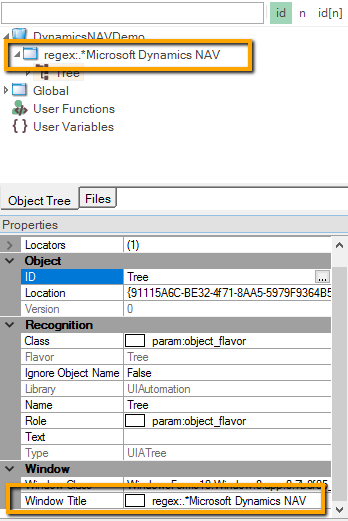 id n id[n]
DynamicsNAVDemo
regex:.*Microsoft Dynamics NAV
Tree
Global
User Functions
{ } User Variables
Object Tree Files
Properties
Locators (1)
Object
ID Tree ...
Location {91115A6C-BE32-4f71-8AA5-5979F9364B5
Version 0
Recognition
Class param:object_flavor
Flavor Tree
Ignore Object Name False
Library UIAutomation
Name Tree
Role param:object_flavor
Text
Type UIATree
Window
Window Class
Window Title regex:.*Microsoft Dynamics NAV